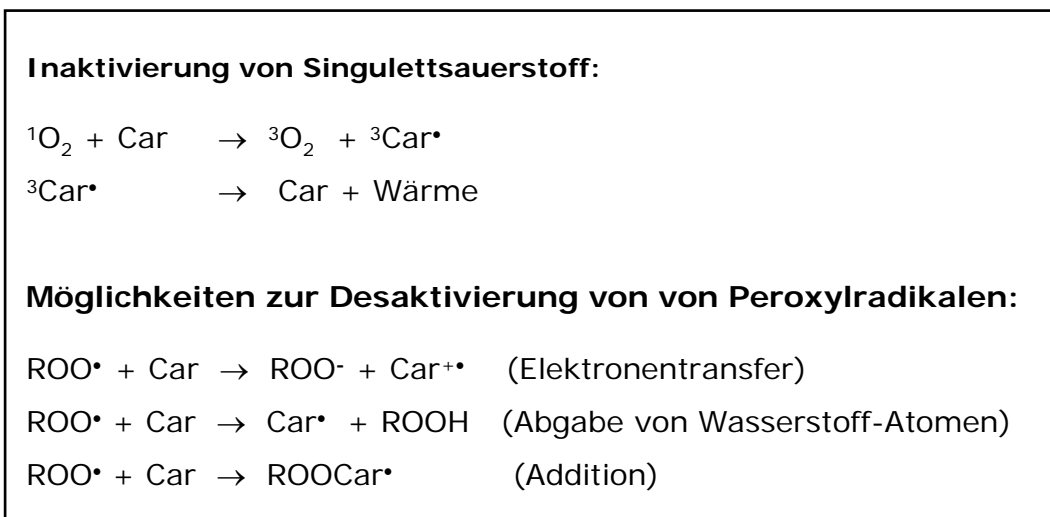 Inaktivierung von Singulettsauerstoff:
¹O₂ + Car → ³O₂ + ³Car•
³Car• → Car + Wärme
Möglichkeiten zur Desaktivierung von von Peroxylradikalen:
ROO• + Car → ROO⁻ + Car⁺• (Elektronentransfer)
ROO• + Car → Car• + ROOH (Abgabe von Wasserstoff-Atomen)
ROO• + Car → ROOCar• (Addition)